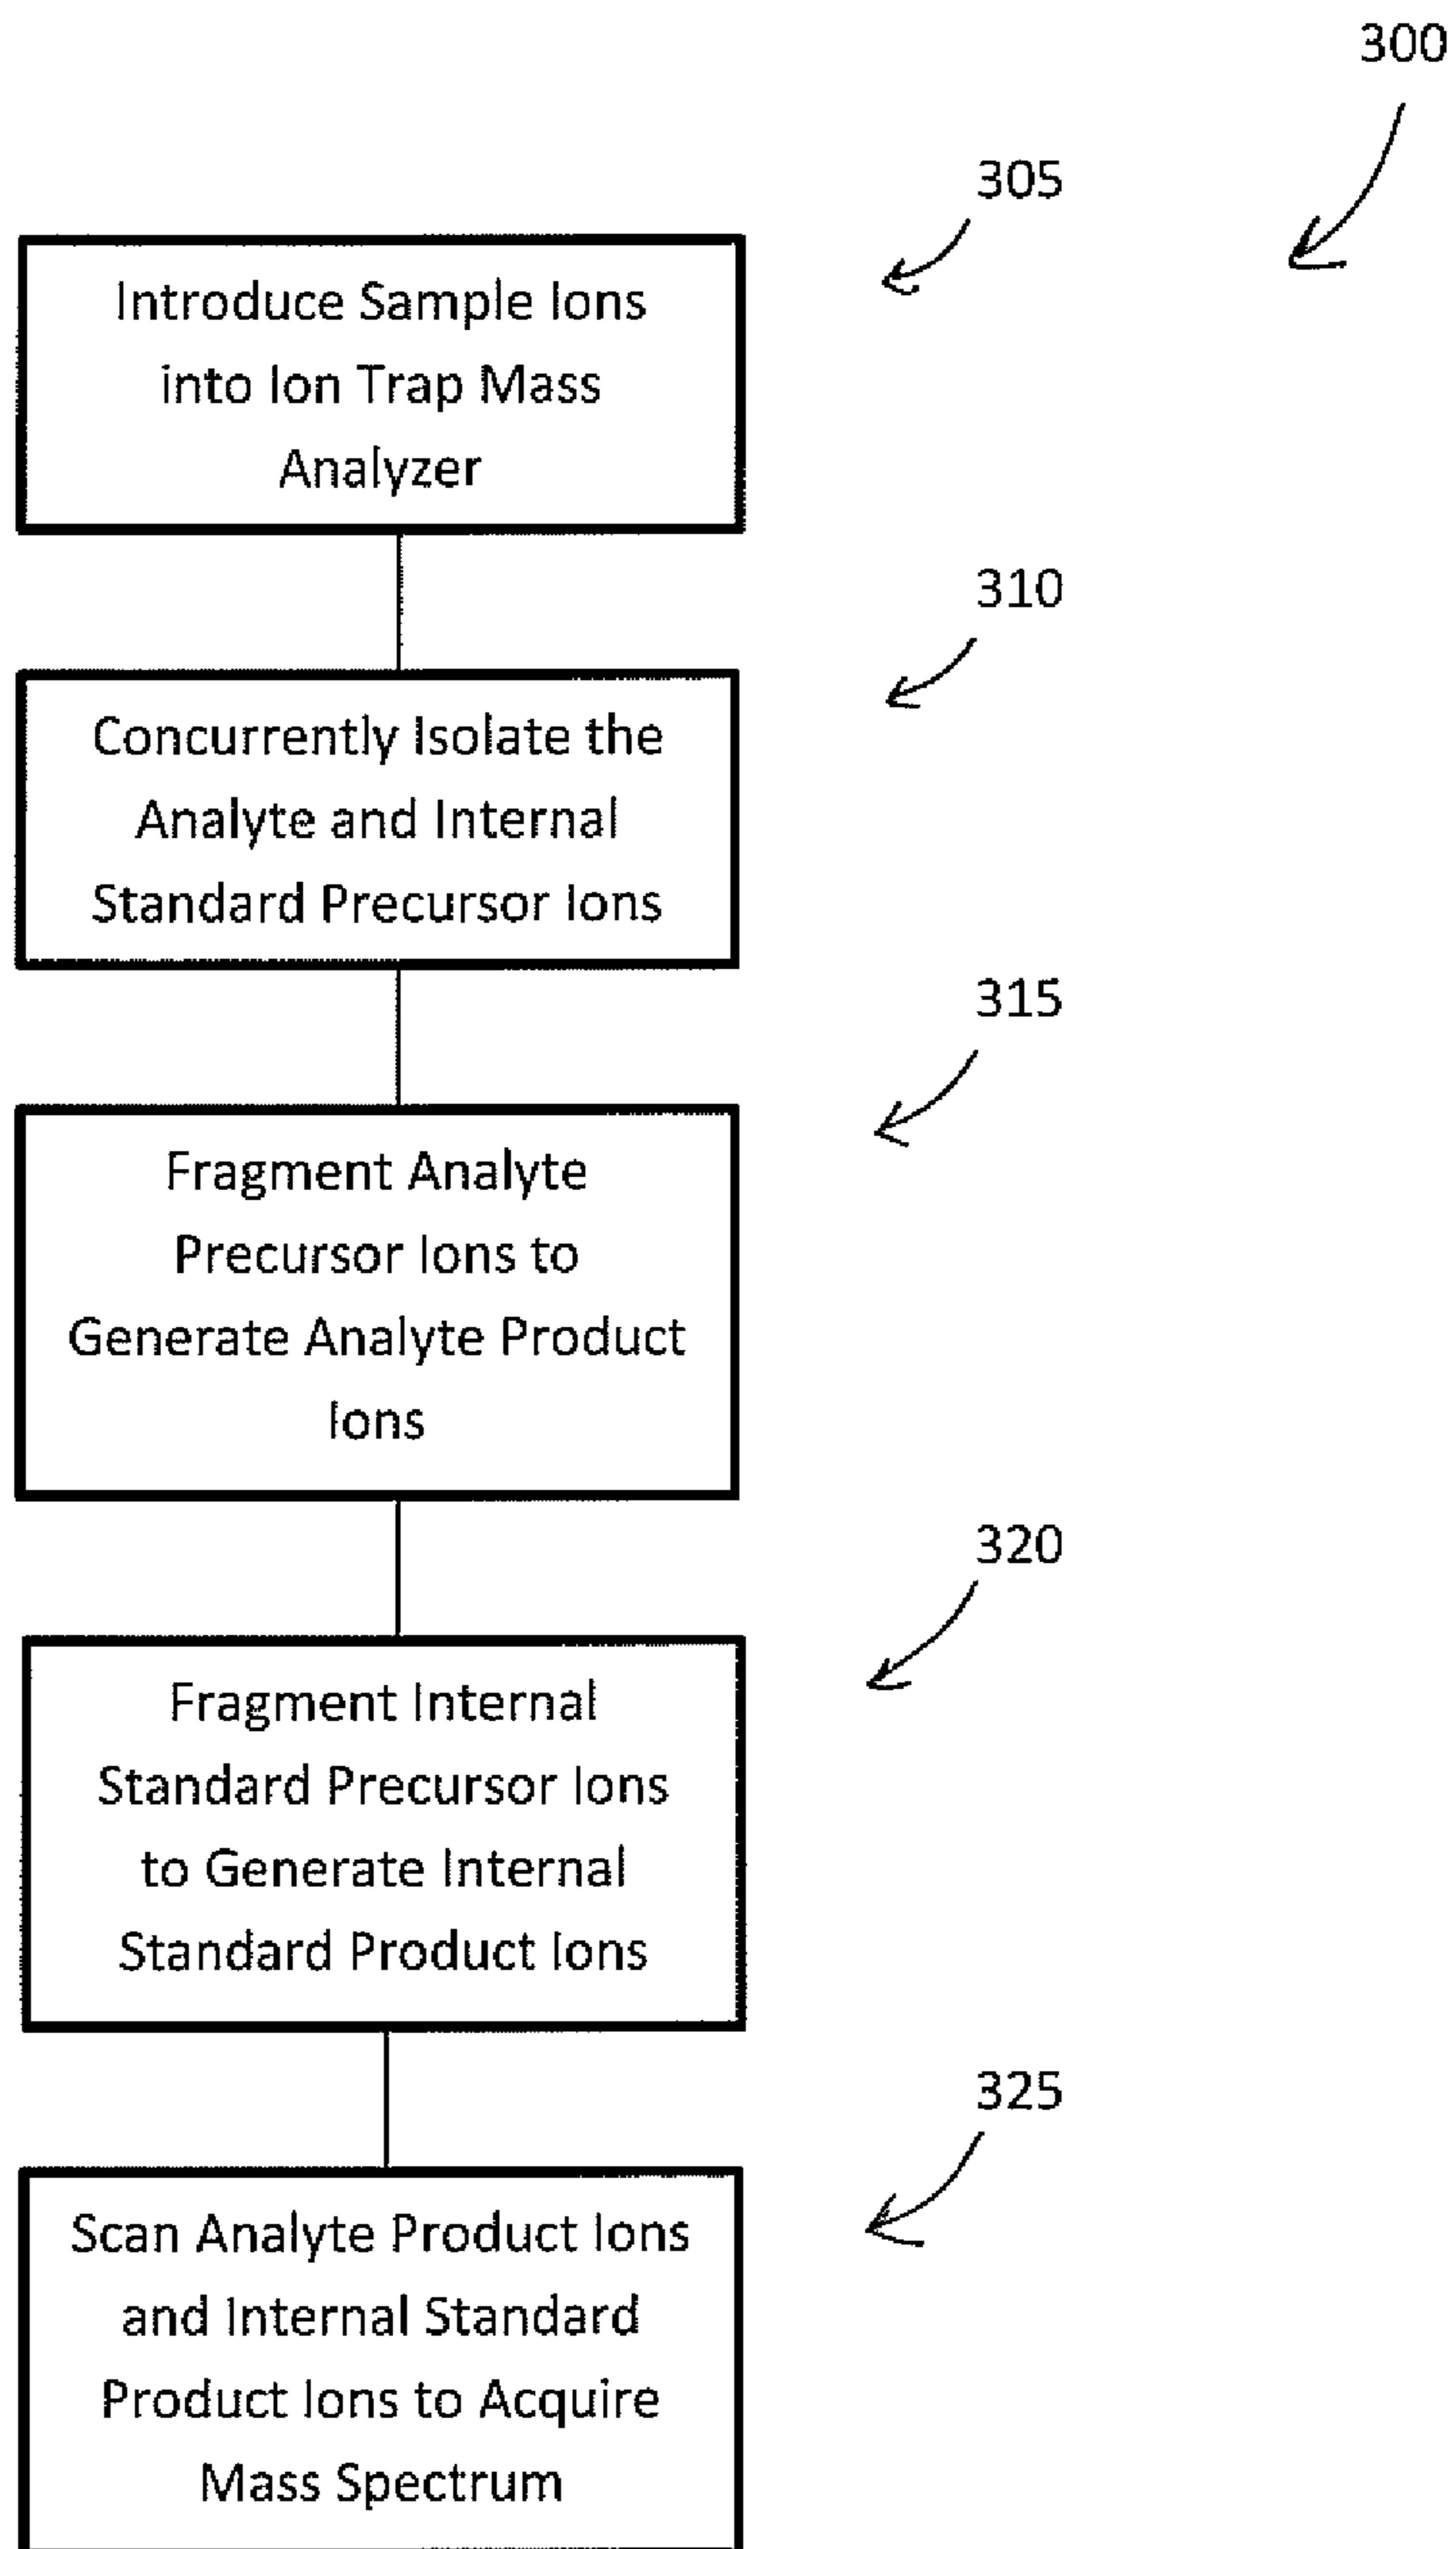 300
305
Introduce Sample Ions
into Ion Trap Mass
Analyzer
310
Concurrently Isolate the
Analyte and Internal
Standard Precursor Ions
315
Fragment Analyte
Precursor Ions to
Generate Analyte Product
Ions
320
Fragment Internal
Standard Precursor Ions
to Generate Internal
Standard Product Ions
325
Scan Analyte Product Ions
and Internal Standard
Product Ions to Acquire
Mass Spectrum